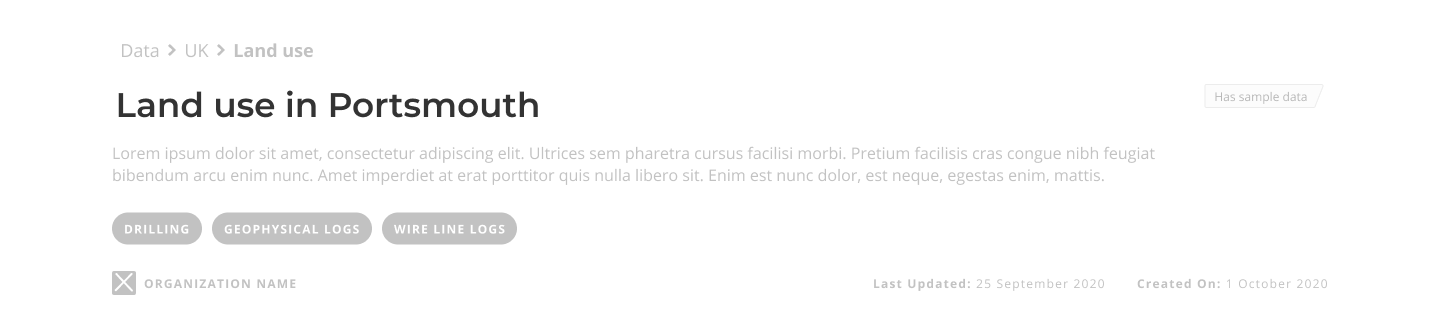 Data > UK > Land use
Land use in Portsmouth
Has sample data
Lorem ipsum dolor sit amet, consectetur adipiscing elit. Ultrices sem pharetra cursus facilisi morbi. Pretium facilisis cras congue nibh feugiat
bibendum arcu enim nunc. Amet imperdiet at erat porttitor quis nulla libero sit. Enim est nunc dolor, est neque, egestas enim, mattis.
DRILLING GEOPHYSICAL LOGS WIRE LINE LOGS
ORGANIZATION NAME Last Updated: 25 September 2020 Created On: 1 October 2020